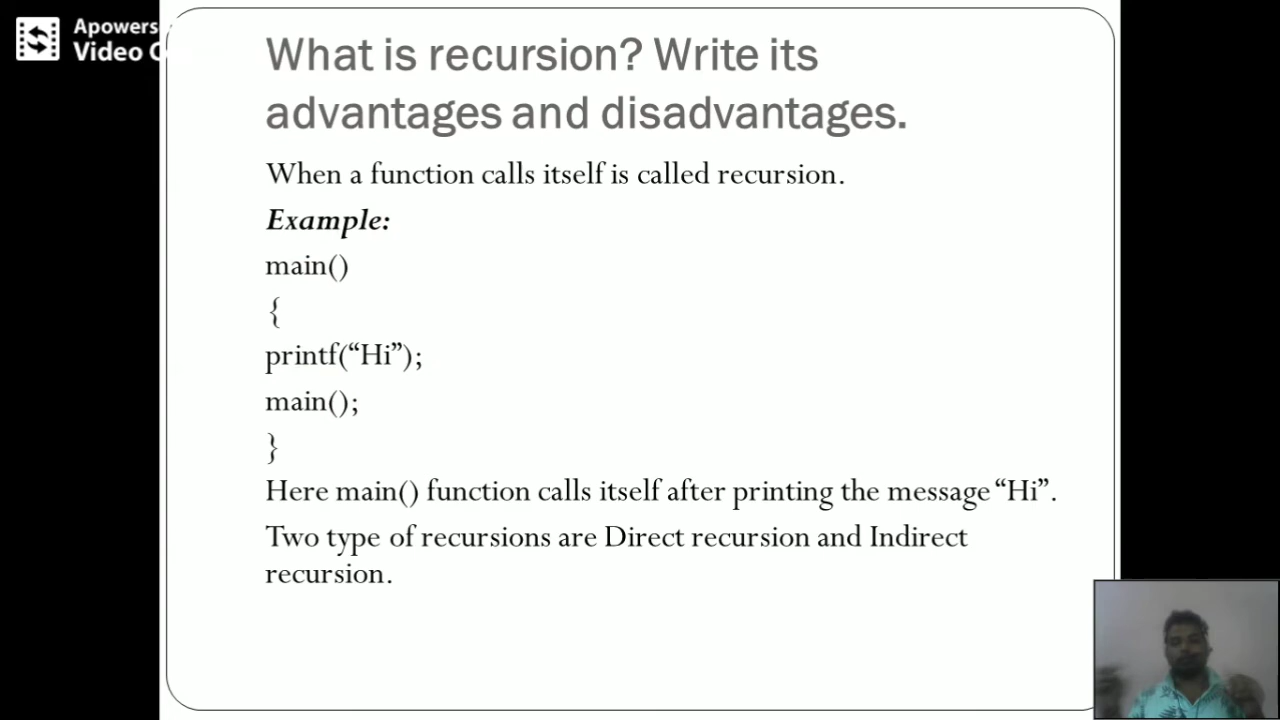 Apowers
Video
What is recursion? Write its
advantages and disadvantages.
When a function calls itself is called recursion.
Example:
main()
{
printf(“Hi”);
main();
}
Here main() function calls itself after printing the message “Hi”.
Two type of recursions are Direct recursion and Indirect
recursion.